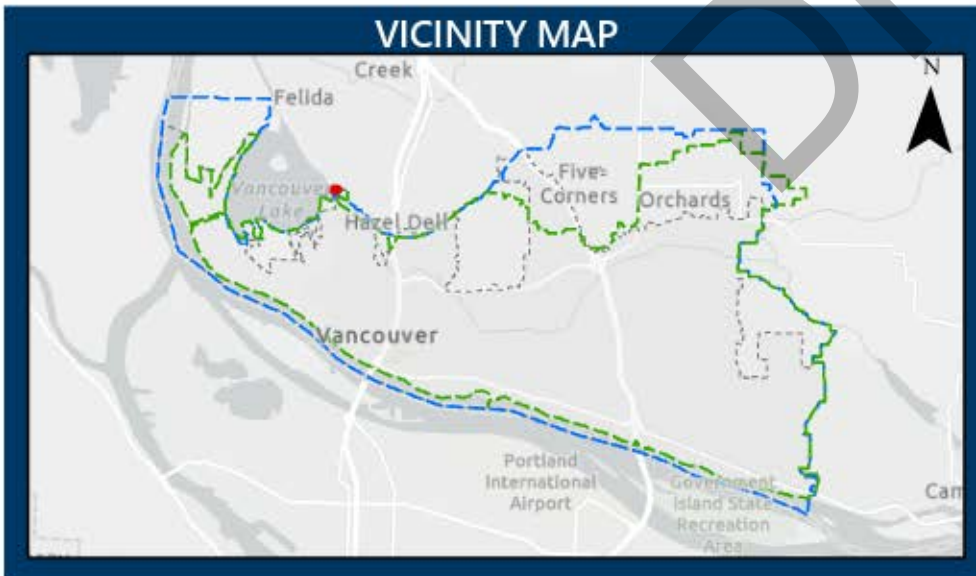 VICINITY MAP
Creek
N
Felida
Five
Corners
Vancouver
Lake
Orchards
Hazel Dell
Vancouver
Portland
International
Airport
Government
Island State
Recreation
Area
Cam